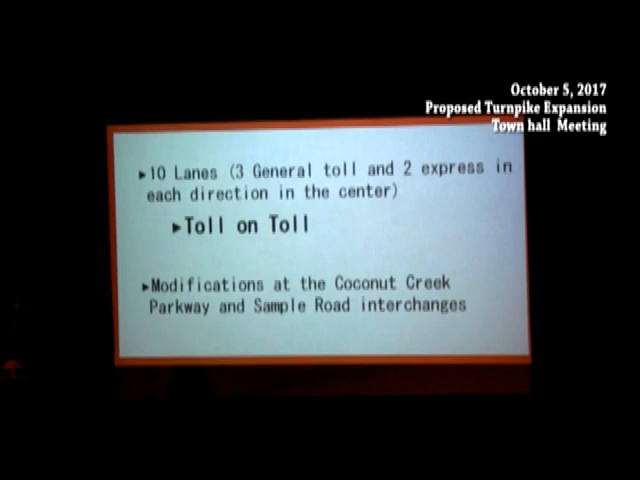 October 5, 2017
Proposed Turnpike Expansion
Town hall Meeting
▸10 Lanes (3 General toll and 2 express in
each direction in the center)
▸Toll on Toll
▸Modifications at the Coconut Creek
Parkway and Sample Road interchanges